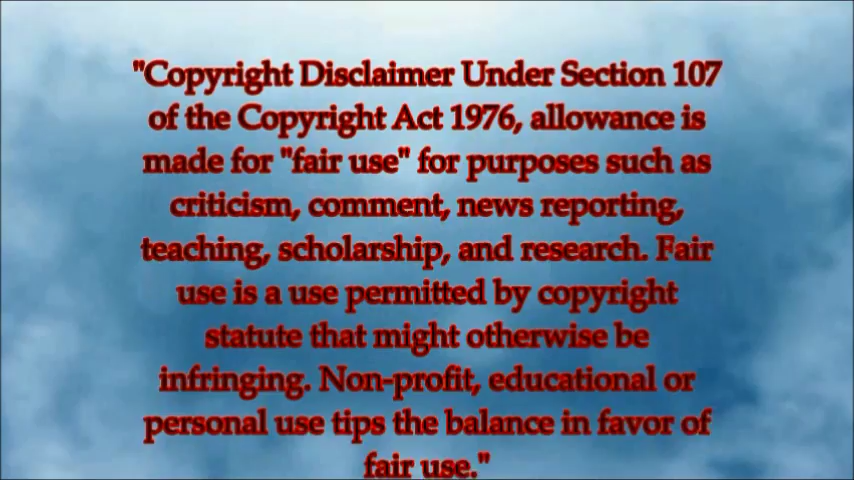 "Copyright Disclaimer Under Section 107
of the Copyright Act 1976, allowance is
made for "fair use" for purposes such as
criticism, comment, news reporting,
teaching, scholarship, and research. Fair
use is a use permitted by copyright
statute that might otherwise be
infringing. Non-profit, educational or
personal use tips the balance in favor of
fair use."